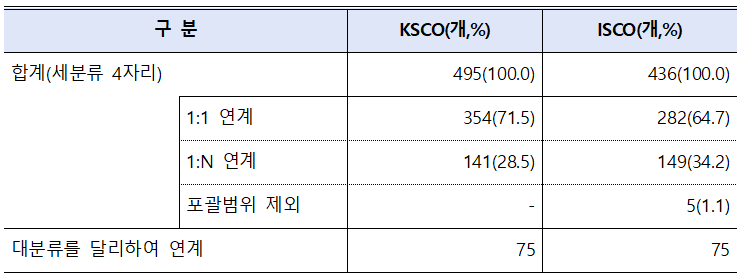 구 분 KSCO(개,%) ISCO(개,%)
합계(세분류 4자리) 495(100.0) 436(100.0)
1:1 연계 354(71.5) 282(64.7)
1:N 연계 141(28.5) 149(34.2)
포괄범위 제외 - 5(1.1)
대분류를 달리하여 연계 75 75